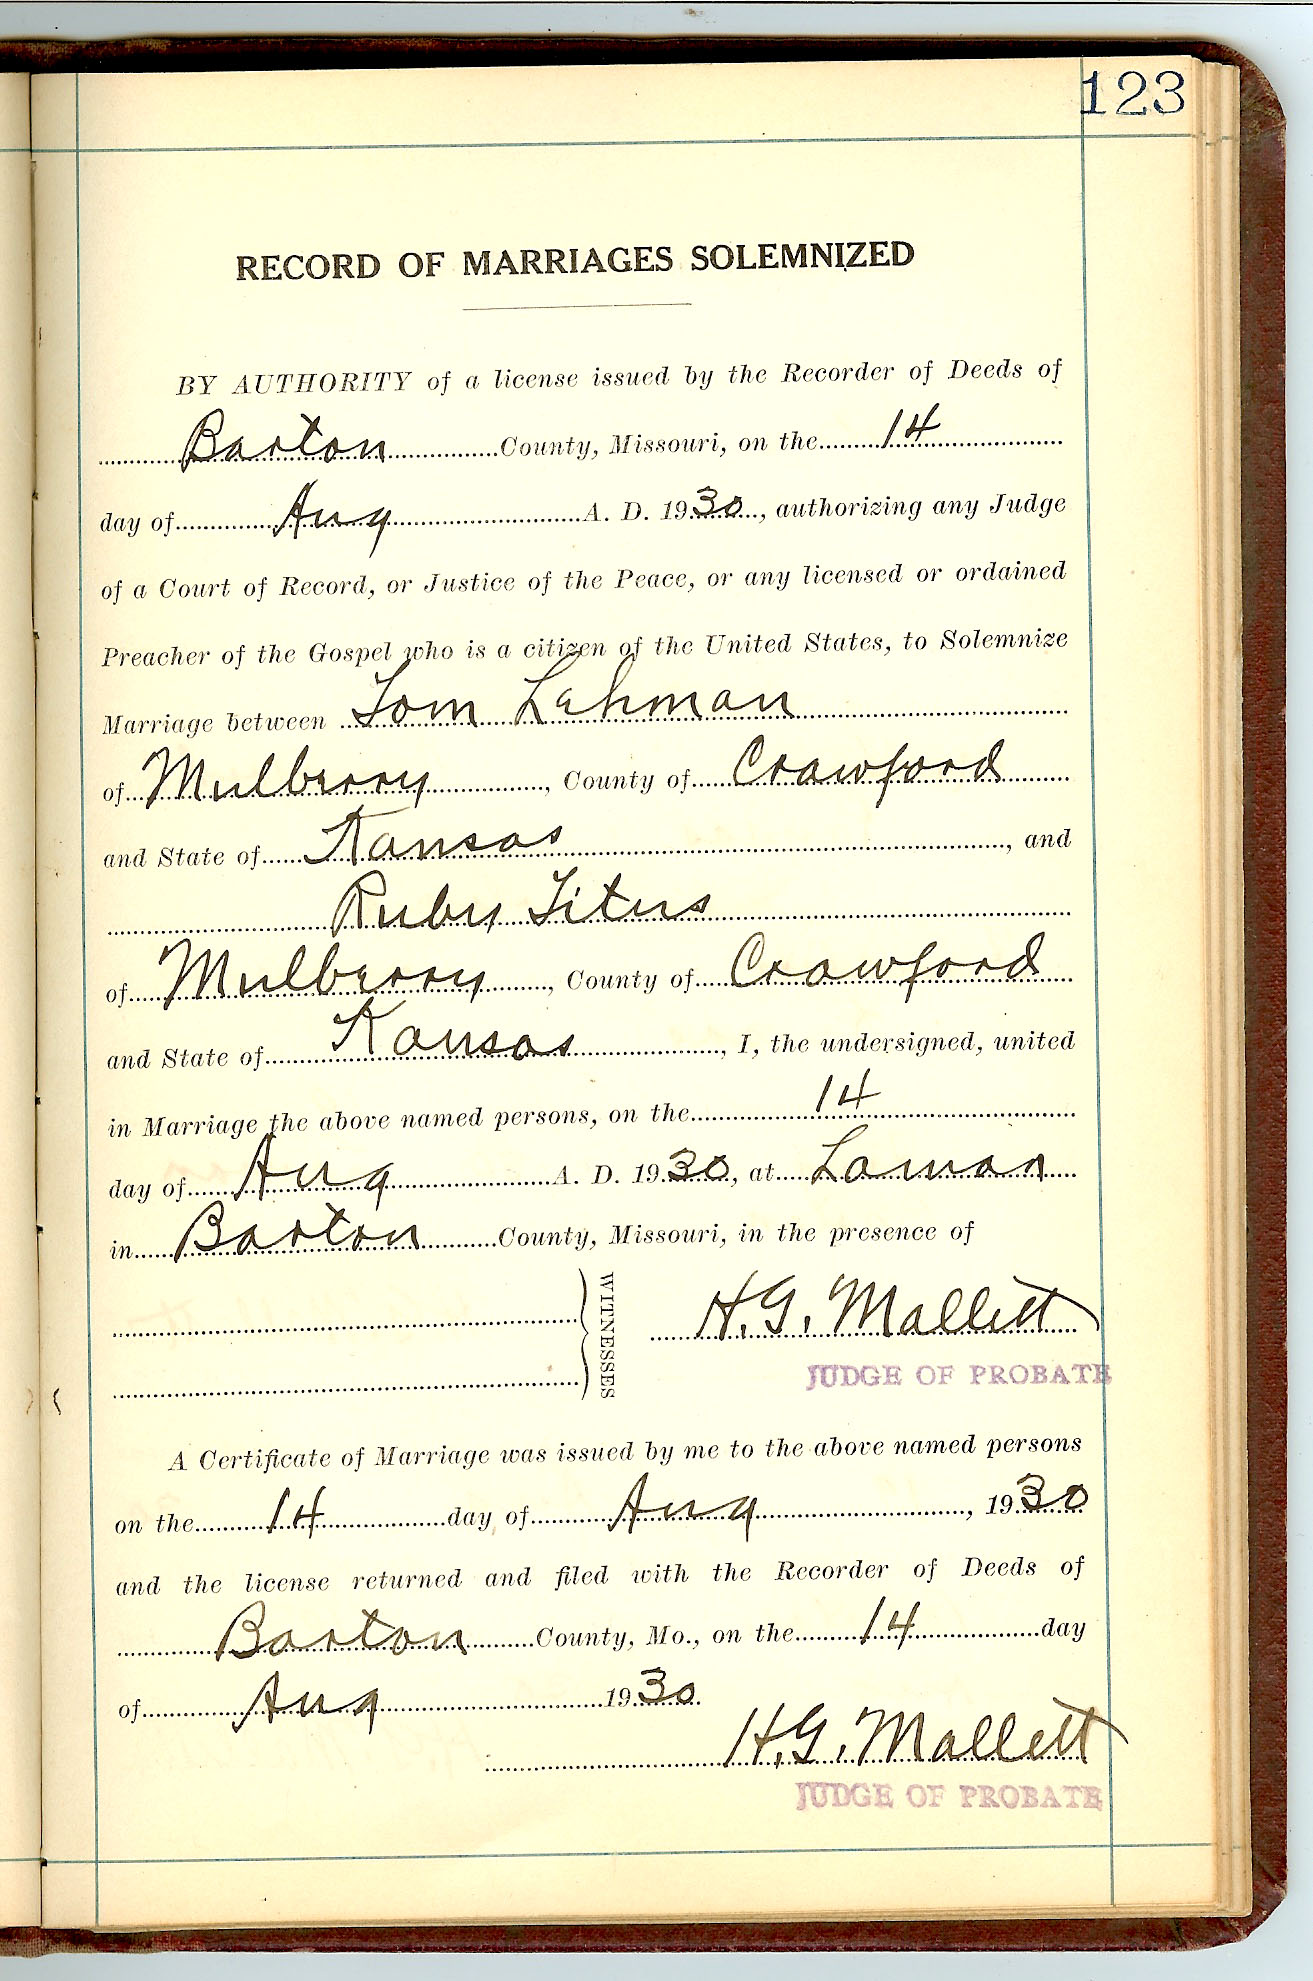 123
RECORD OF MARRIAGES SOLEMNIZED
BY AUTHORITY of a license issued by the Recorder of Deeds of
Barton County, Missouri, on the 14
day of Aug A. D. 1930, authorizing any Judge
of a Court of Record, or Justice of the Peace, or any licensed or ordained
Preacher of the Gospel who is a citizen of the United States, to Solemnize
Marriage between Tom Lehman
of Mulberry, County of Crawford
and State of Kansas, and
Ruby Titus
of Mulberry, County of Crawford
and State of Kansas, I, the undersigned, united
in Marriage the above named persons, on the 14
day of Aug A. D. 1930, at Lamar
in Barton County, Missouri, in the presence of
WITNESSES
H. G. Mallett
JUDGE OF PROBATE
A Certificate of Marriage was issued by me to the above named persons
on the 14 day of Aug, 1930
and the license returned and filed with the Recorder of Deeds of
Barton County, Mo., on the 14 day
of Aug 1930.
H. G. Mallett
JUDGE OF PROBATE